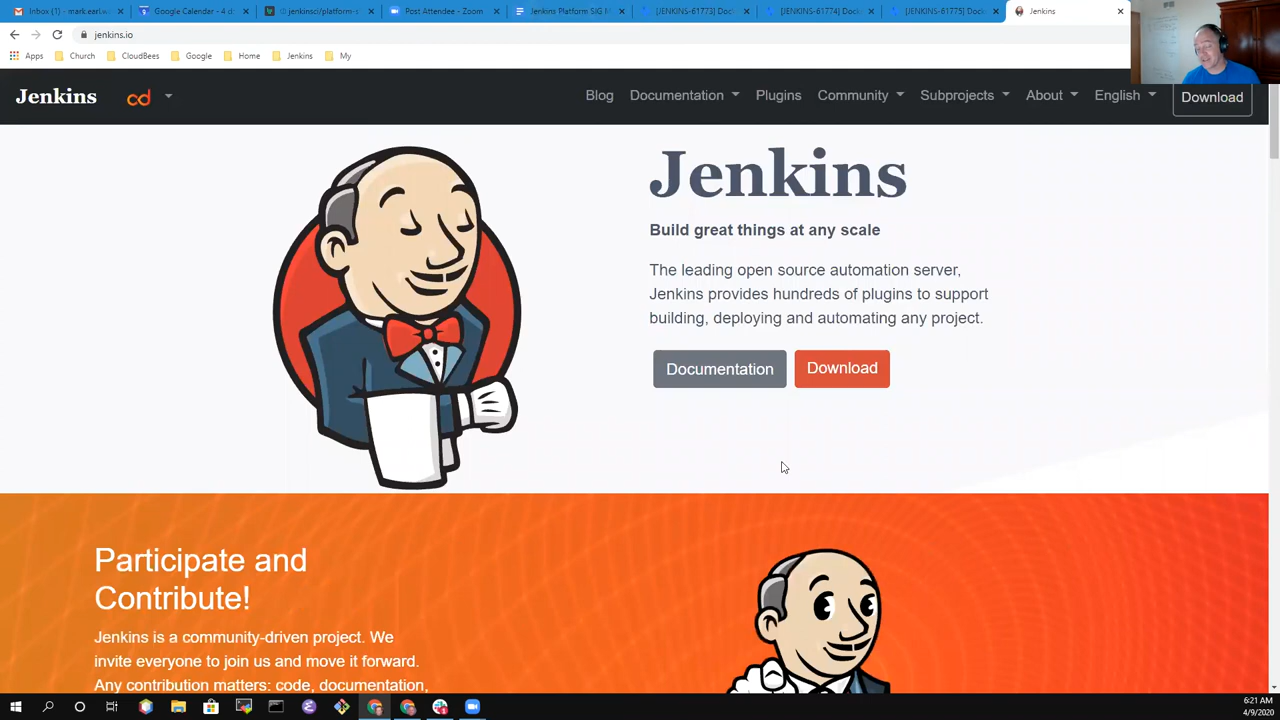 Inbox (1) - mark.earl.w
Google Calendar - 4 d
jenkinsci/platform-s
Post Attendee - Zoom
Jenkins Platform SIG M
[JENKINS-61773] Dock
[JENKINS-61774] Dock
[JENKINS-61775] Dock
Jenkins
jenkins.io
Apps
Church
CloudBees
Google
Home
Jenkins
My
Jenkins
cd
Blog
Documentation
Plugins
Community
Subprojects
About
English
Download
Jenkins
Build great things at any scale
The leading open source automation server,
Jenkins provides hundreds of plugins to support
building, deploying and automating any project.
Documentation
Download
Participate and
Contribute!
Jenkins is a community-driven project. We
invite everyone to join us and move it forward.
Any contribution matters: code, documentation,
6:21 AM
4/9/2020